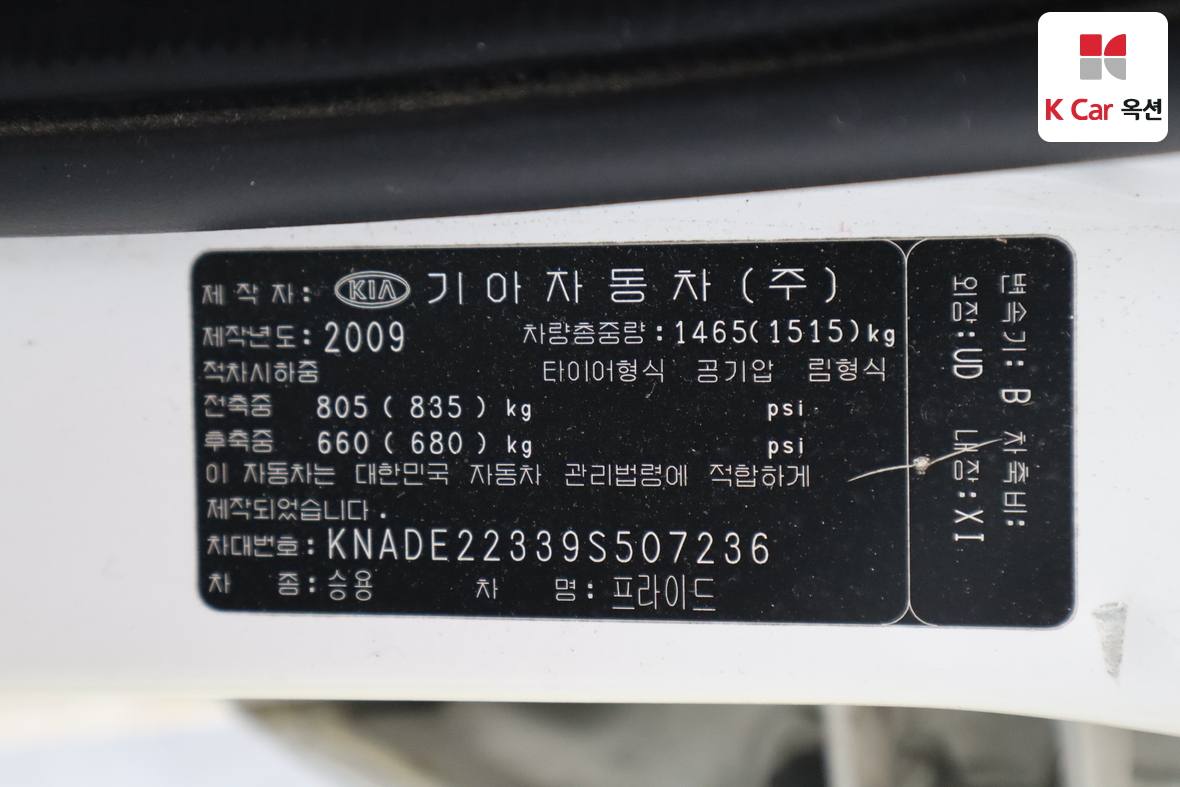 K Car 옥션
제 작 자 : KIA 기 아 자 동 차 ( 주 )
제작년도 : 2009 차량총중량 : 1465(1515)kg
적차시하중 타이어형식 공기압 림형식
전축중 805 ( 835 ) kg psi
후축중 660 ( 680 ) kg psi
이 자동차는 대한민국 자동차 관리법령에 적합하게
제작되었습니다 .
차대번호 : KNADE22339S507236
차 종 : 승용 차 명 : 프라이드
변속기 : B 차축비 :
외장 : UD 내장 : XI